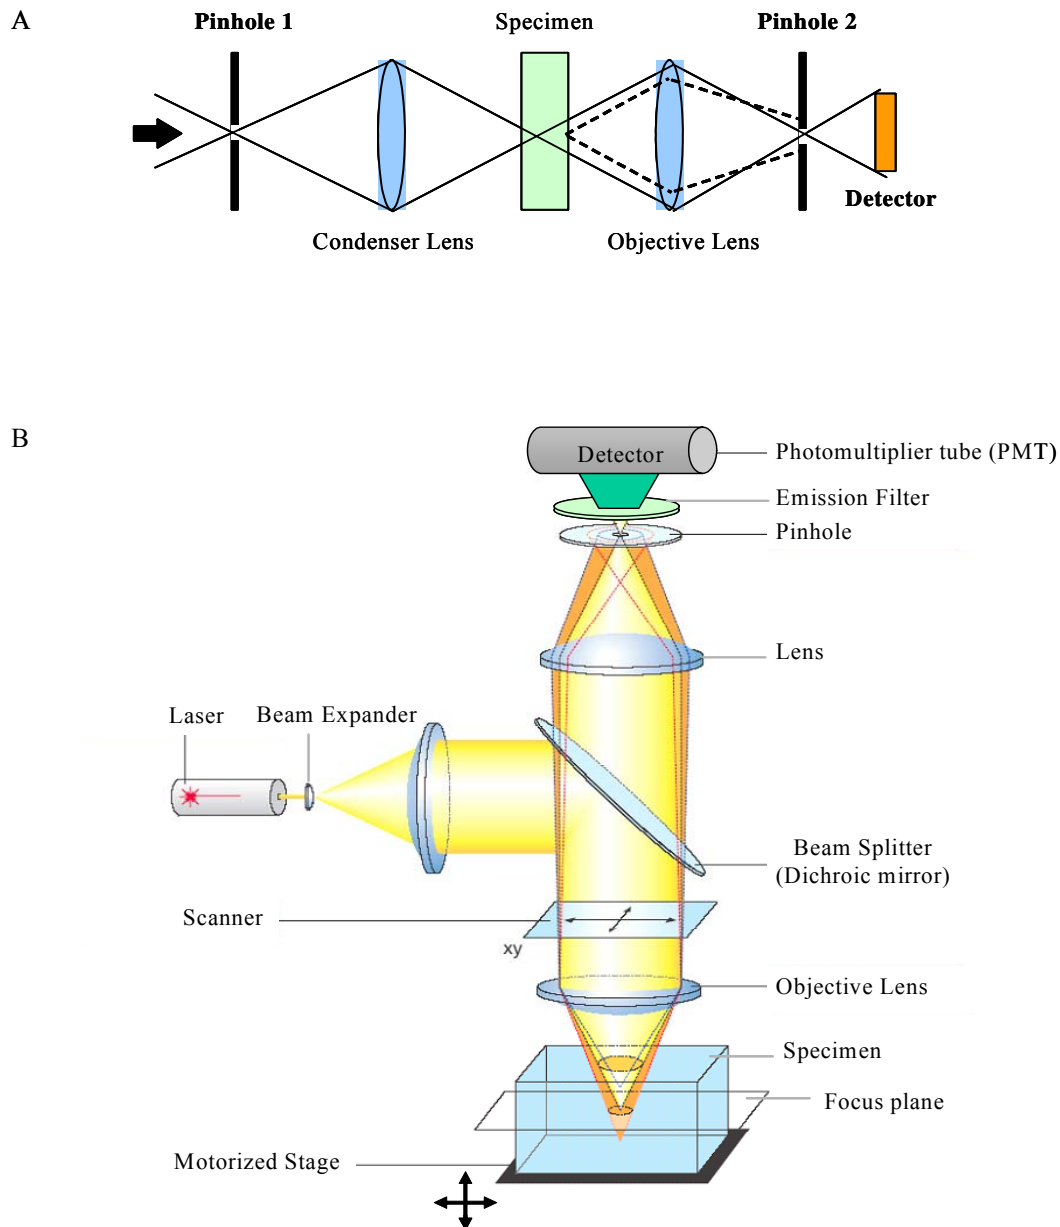 A
Pinhole 1
Specimen
Pinhole 2
Detector
Condenser Lens
Objective Lens
B
Detector
Photomultiplier tube (PMT)
Emission Filter
Pinhole
Lens
Laser
Beam Expander
Beam Splitter
(Dichroic mirror)
Scanner
xy
Objective Lens
Specimen
Focus plane
Motorized Stage